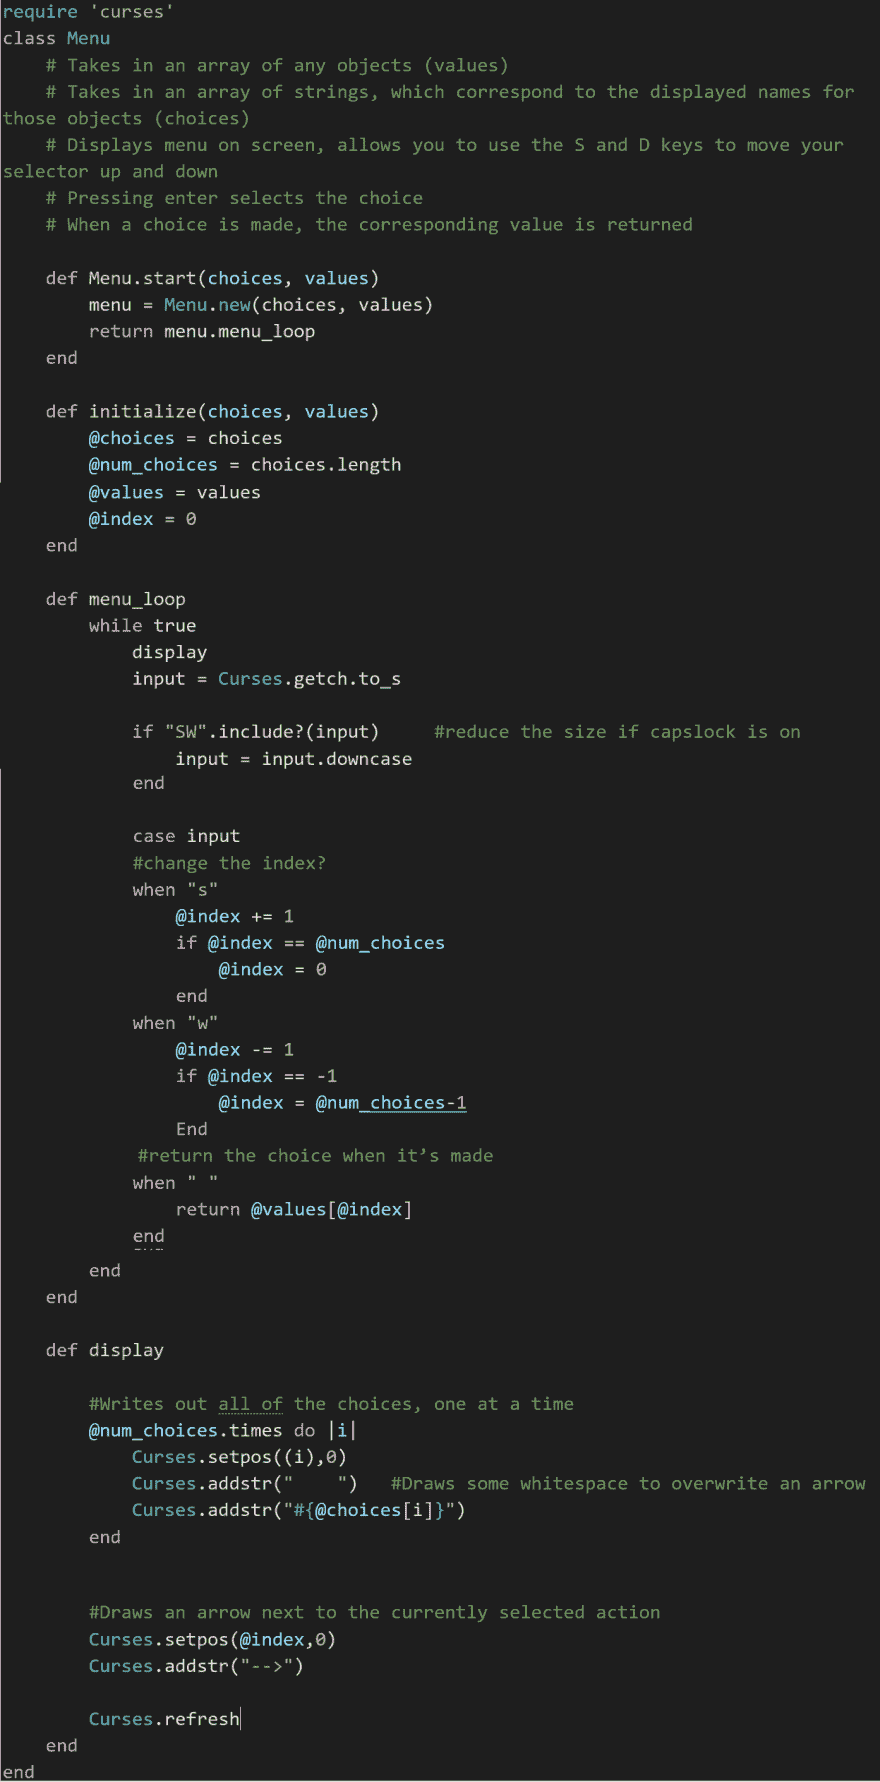 require 'curses'
class Menu
    # Takes in an array of any objects (values)
    # Takes in an array of strings, which correspond to the displayed names for
those objects (choices)
    # Displays menu on screen, allows you to use the S and D keys to move your
selector up and down
    # Pressing enter selects the choice
    # When a choice is made, the corresponding value is returned

    def Menu.start(choices, values)
        menu = Menu.new(choices, values)
        return menu.menu_loop
    end

    def initialize(choices, values)
        @choices = choices
        @num_choices = choices.length
        @values = values
        @index = 0
    end

    def menu_loop
        while true
            display
            input = Curses.getch.to_s

            if "SW".include?(input)     #reduce the size if capslock is on
                input = input.downcase
            end

            case input
            #change the index?
            when "s"
                @index += 1
                if @index == @num_choices
                    @index = 0
                end
            when "w"
                @index -= 1
                if @index == -1
                    @index = @num_choices-1
                End
            #return the choice when it’s made
            when " "
                return @values[@index]
            end
        end
    end

    def display

        #Writes out all of the choices, one at a time
        @num_choices.times do |i|
            Curses.setpos((i),0)
            Curses.addstr("    ")   #Draws some whitespace to overwrite an arrow
            Curses.addstr("#{@choices[i]}")
        end


        #Draws an arrow next to the currently selected action
        Curses.setpos(@index,0)
        Curses.addstr("-->")

        Curses.refresh
    end
end